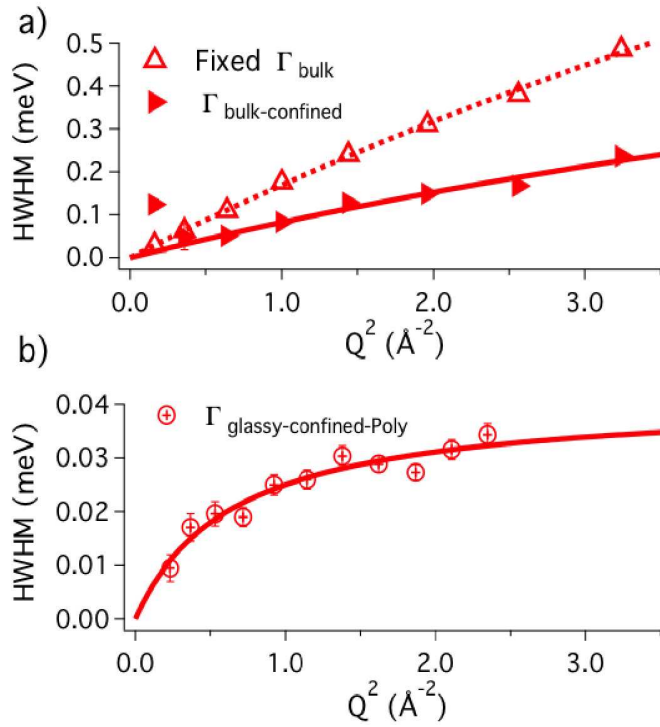 a)
0.5
Fixed Γbulk
0.4
Γbulk-confined
0.3
0.2
0.1
0.0
HWHM (meV)
0.0 1.0 2.0 3.0
Q² (Å⁻²)
b)
0.04
Γglassy-confined-Poly
0.03
0.02
0.01
0.00
HWHM (meV)
0.0 1.0 2.0 3.0
Q² (Å⁻²)